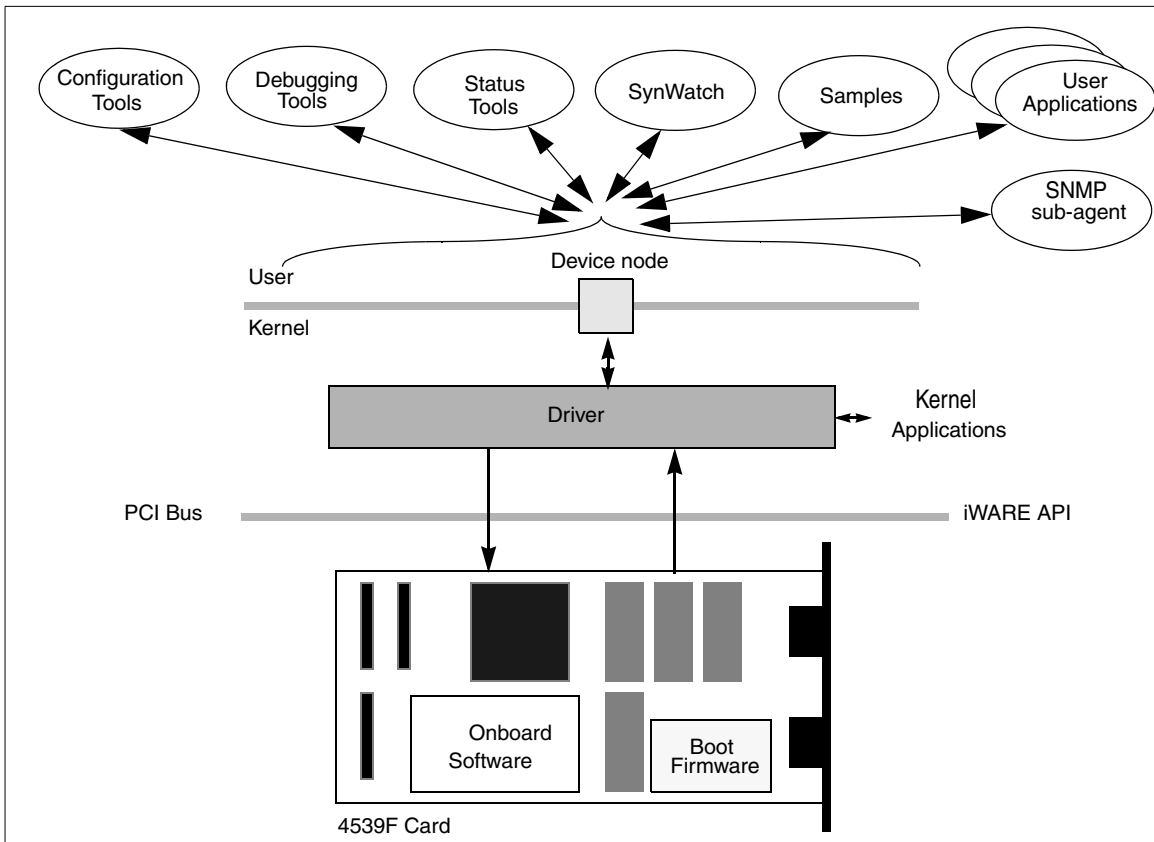 Configuration
Tools
Debugging
Tools
Status
Tools
SynWatch
Samples
User
Applications
SNMP
sub-agent
User
Device node
Kernel
Driver
Kernel
Applications
PCI Bus
iWARE API
Onboard
Software
Boot
Firmware
4539F Card